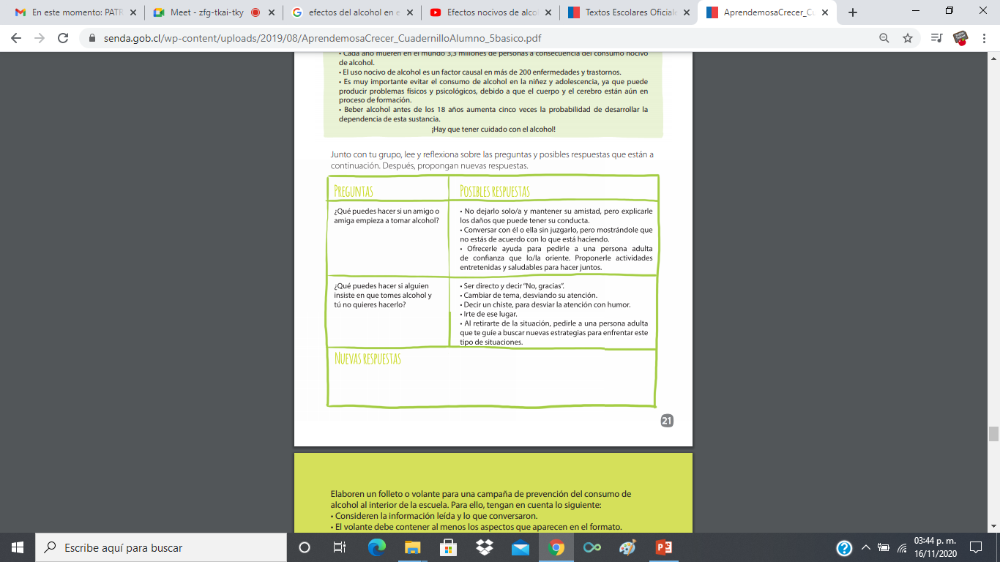 En este momento: PATR
Meet - zfg-tkai-tky
efectos del alcohol en e
Efectos nocivos de alco
Textos Escolares Oficiale
AprendemosaCrecer_Cu
senda.gob.cl/wp-content/uploads/2019/08/AprendemosaCrecer_CuadernilloAlumno_5basico.pdf
• Cada año mueren en el mundo 3,3 millones de personas a consecuencia del consumo nocivo
de alcohol.
• El uso nocivo de alcohol es un factor causal en más de 200 enfermedades y trastornos.
• Es muy importante evitar el consumo de alcohol en la niñez y adolescencia, ya que puede
producir problemas físicos y psicológicos, debido a que el cuerpo y el cerebro están aún en
proceso de formación.
• Beber alcohol antes de los 18 años aumenta cinco veces la probabilidad de desarrollar la
dependencia de esta sustancia.
¡Hay que tener cuidado con el alcohol!
Junto con tu grupo, lee y reflexiona sobre las preguntas y posibles respuestas que están a
continuación. Después, propongan nuevas respuestas.
PREGUNTAS
POSIBLES RESPUESTAS
¿Qué puedes hacer si un amigo o
amiga empieza a tomar alcohol?
• No dejarlo solo/a y mantener su amistad, pero explicarle
los daños que puede tener su conducta.
• Conversar con él o ella sin juzgarlo, pero mostrándole que
no estás de acuerdo con lo que está haciendo.
• Ofrecerle ayuda para pedirle a una persona adulta
de confianza que lo/la oriente. Proponerle actividades
entretenidas y saludables para hacer juntos.
¿Qué puedes hacer si alguien
insiste en que tomes alcohol y
tú no quieres hacerlo?
• Ser directo y decir “No, gracias”.
• Cambiar de tema, desviando su atención.
• Decir un chiste, para desviar la atención con humor.
• Irte de ese lugar.
• Al retirarte de la situación, pedirle a una persona adulta
que te guíe a buscar nuevas estrategias para enfrentar este
tipo de situaciones.
NUEVAS RESPUESTAS
21
Elaboren un folleto o volante para una campaña de prevención del consumo de
alcohol al interior de la escuela. Para ello, tengan en cuenta lo siguiente:
• Consideren la información leída y lo que conversaron.
• El volante debe contener al menos los aspectos que aparecen en el formato.
Escribe aquí para buscar
03:44 p. m.
16/11/2020